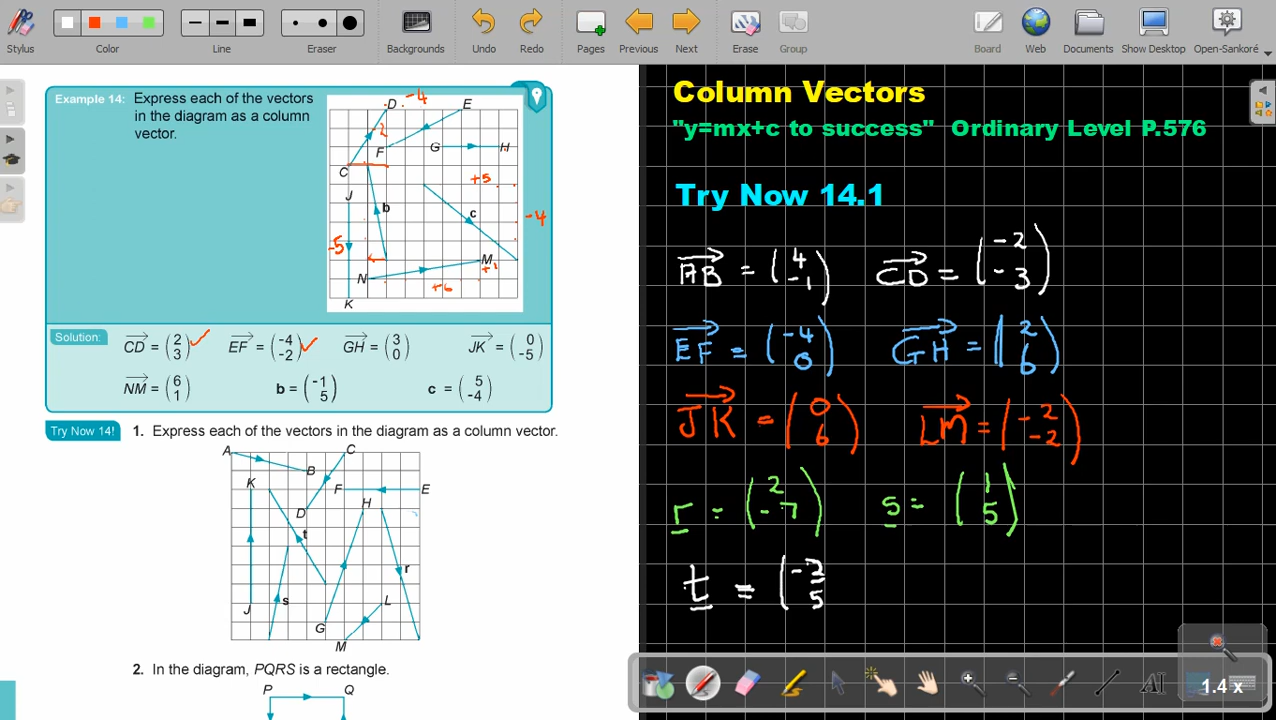 Stylus Color Line Eraser Backgrounds Undo Redo Pages Previous Next Erase Group Board Web Documents Show Desktop Open-Sankoré
Example 14: Express each of the vectors
in the diagram as a column
vector.
D -4 E
2 F G H
C
J +5
b c -4
-5 M
N +1
+6
K
Solution: CD = (2 3) EF = (-4 -2) GH = (3 0) JK = (0 -5)
NM = (6 1) b = (-1 5) c = (5 -4)
Try Now 14! 1. Express each of the vectors in the diagram as a column vector.
A C
B
K F E
H
D
t
r
s L
J
G
M
2. In the diagram, PQRS is a rectangle.
P Q
Column Vectors
"y=mx+c to success" Ordinary Level P.576
Try Now 14.1
AB = (4 -1) CD = (-2 -3)
EF = (-4 0) GH = (2 6)
JK = (0 6) LM = (-2 -2)
r = (2 -7) s = (1 5)
t = (-2 5
1.4 x